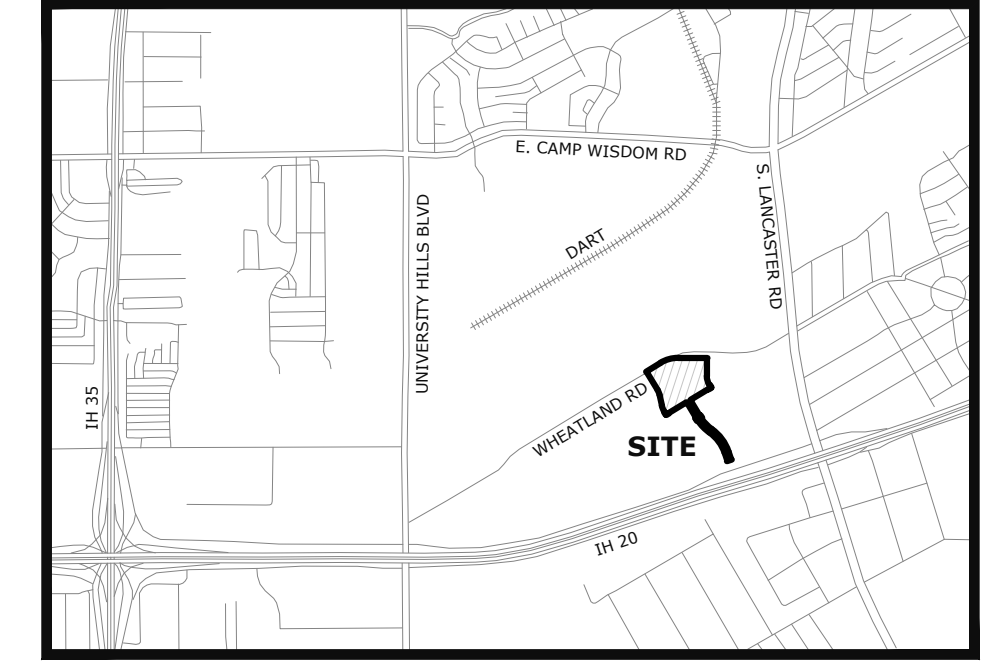 E. CAMP WISDOM RD
S. LANCASTER RD
UNIVERSITY HILLS BLVD
DART
IH 35
WHEATLAND RD
SITE
IH 20